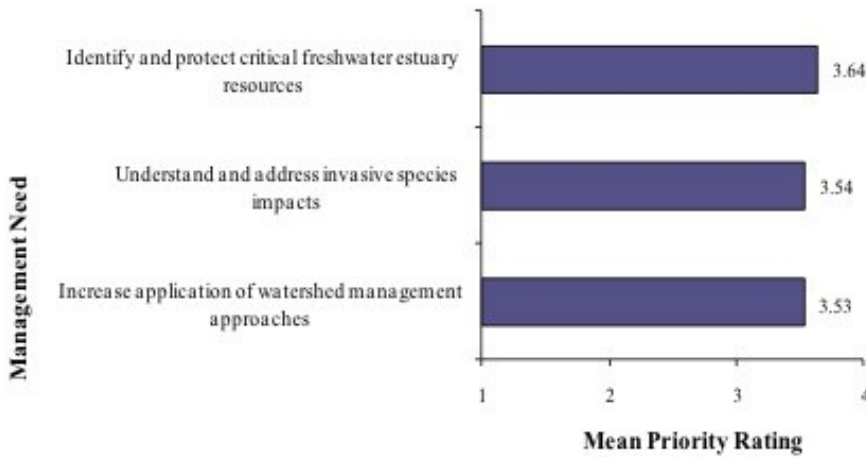 Management Need
Identify and protect critical freshwater estuary
resources
3.64
Understand and address invasive species
impacts
3.54
Increase application of watershed management
approaches
3.53
1 2 3 4
Mean Priority Rating